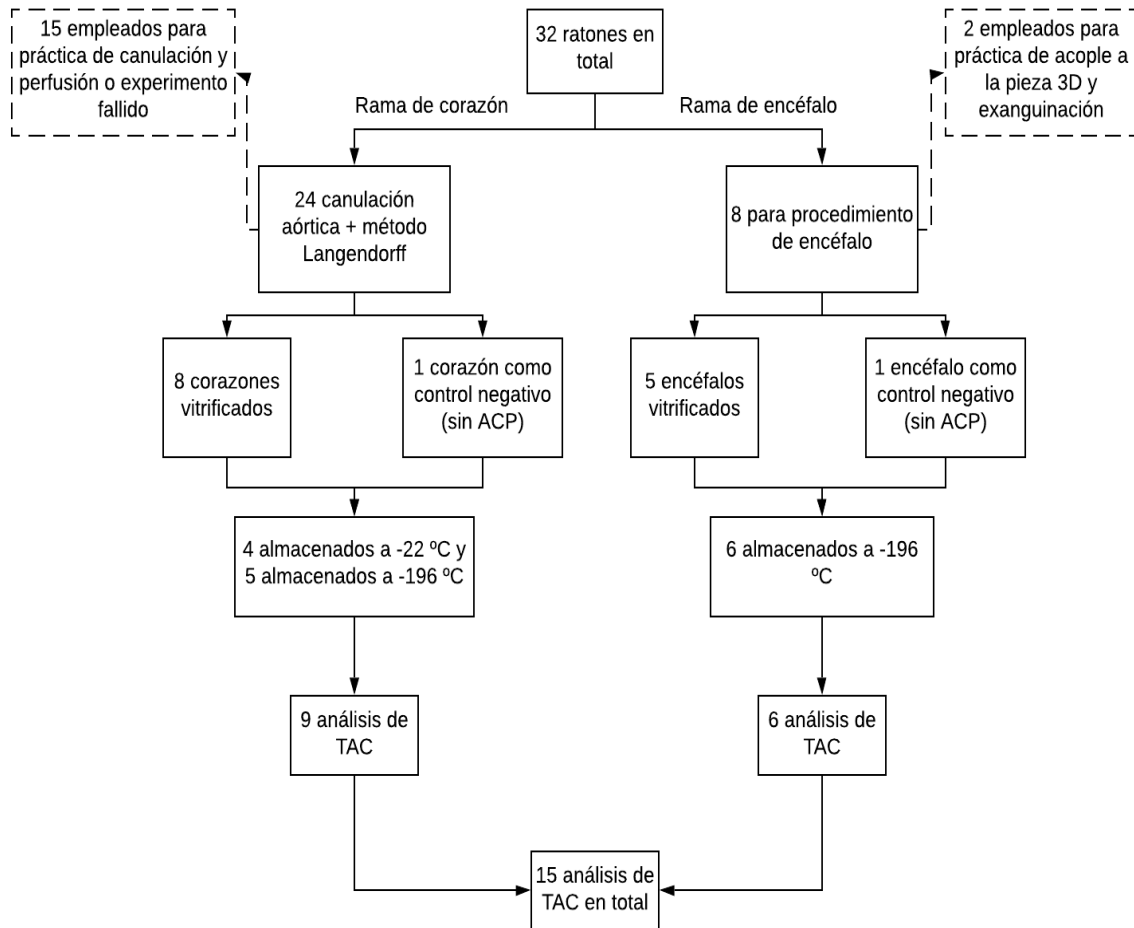 15 empleados para
práctica de canulación y
perfusión o experimento
fallido
32 ratones en
total
2 empleados para
práctica de acople a
la pieza 3D y
exanguinación
Rama de corazón
Rama de encéfalo
24 canulación
aórtica + método
Langendorff
8 para procedimiento
de encéfalo
8 corazones
vitrificados
1 corazón como
control negativo
(sin ACP)
5 encéfalos
vitrificados
1 encéfalo como
control negativo
(sin ACP)
4 almacenados a -22 ºC y
5 almacenados a -196 ºC
6 almacenados a -196
ºC
9 análisis de
TAC
6 análisis de
TAC
15 análisis de
TAC en total